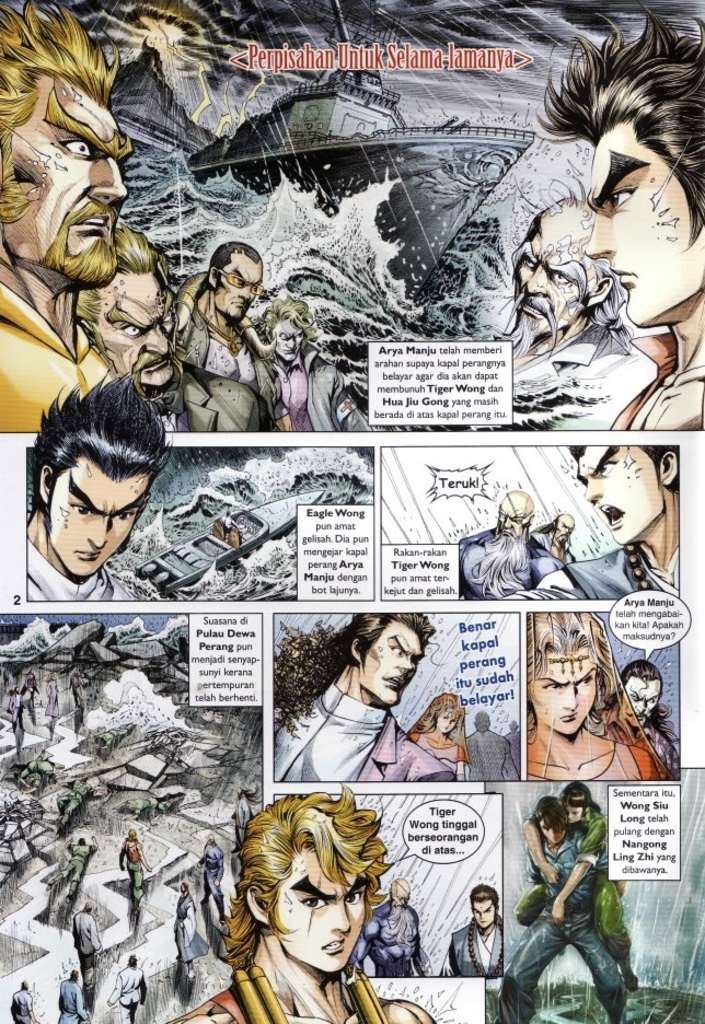 <Perpisahan Untuk Selama-lamanya>
Arya Manju telah memberi
arahan supaya kapal perangnya
belayar agar dia akan dapat
membunuh Tiger Wong dan
Hua Jiu Gong yang masih
berada di atas kapal perang itu.
Eagle Wong
pun amat
gelisah. Dia pun
mengejar kapal
perang Arya
Manju dengan
bot lajunya.
Teruk!
Rakan-rakan
Tiger Wong
pun amat ter-
kejut dan gelisah.
2
Suasana di
Pulau Dewa
Perang pun
menjadi senyap-
sunyi kerana
pertempuran
telah berhenti.
Benar
kapal
perang
itu sudah
belayar!
Arya Manju
telah mengabai-
kan kita! Apakah
maksudnya?
Tiger
Wong tinggal
berseorangan
di atas...
Sementara itu,
Wong Siu
Long telah
pulang dengan
Nangong
Ling Zhi yang
dibawanya.